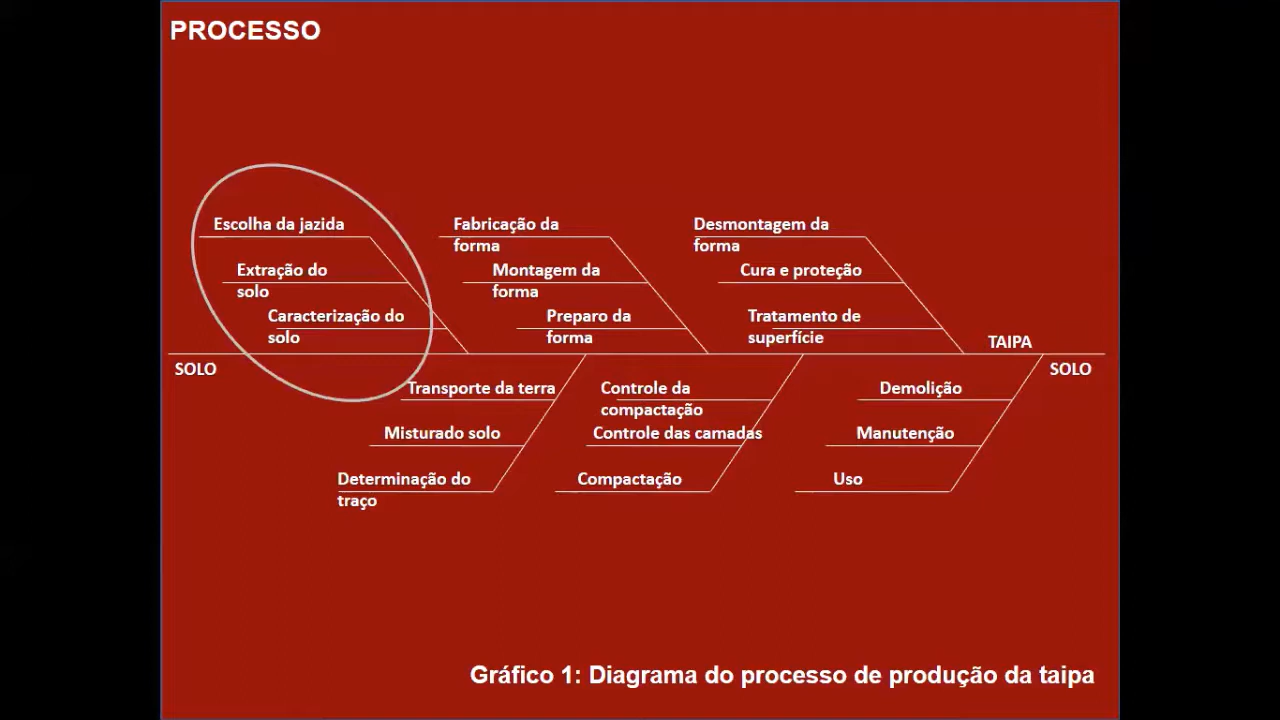 PROCESSO
Escolha da jazida
Extração do
solo
Caracterização do
solo
Fabricação da
forma
Montagem da
forma
Preparo da
forma
Desmontagem da
forma
Cura e proteção
Tratamento de
superfície
TAIPA
SOLO
SOLO
Transporte da terra
Misturado solo
Determinação do
traço
Controle da
compactação
Controle das camadas
Compactação
Demolição
Manutenção
Uso
Gráfico 1: Diagrama do processo de produção da taipa